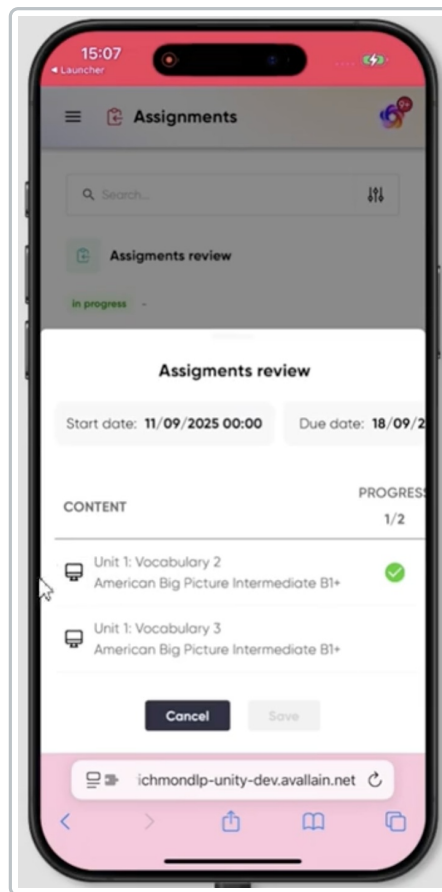 15:07
◀ Launcher
Assignments
9+
Search...
Assigments review
in progress -
Assigments review
Start date: 11/09/2025 00:00 Due date: 18/09/2
CONTENT PROGRESS
1/2
Unit 1: Vocabulary 2
American Big Picture Intermediate B1+
Unit 1: Vocabulary 3
American Big Picture Intermediate B1+
Cancel Save
ichmondlp-unity-dev.avallain.net